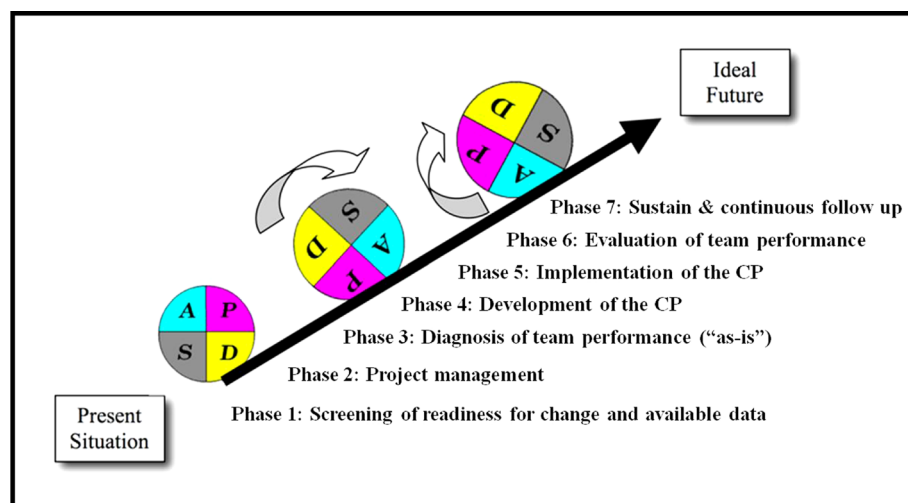 Ideal
Future
D
S
P
A
S
D
A
P
A
P
S
D
Phase 7: Sustain & continuous follow up
Phase 6: Evaluation of team performance
Phase 5: Implementation of the CP
Phase 4: Development of the CP
Phase 3: Diagnosis of team performance (“as-is”)
Phase 2: Project management
Phase 1: Screening of readiness for change and available data
Present
Situation